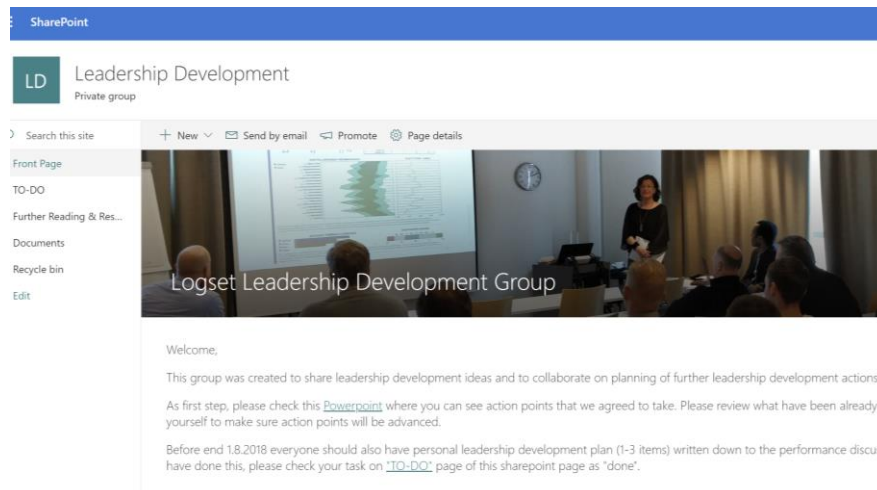 SharePoint
LD
Leadership Development
Private group
Search this site
New
Send by email
Promote
Page details
Front Page
TO-DO
Further Reading & Res...
Documents
Recycle bin
Edit
Logset Leadership Development Group
Welcome,
This group was created to share leadership development ideas and to collaborate on planning of further leadership development actions
As first step, please check this Powerpoint where you can see action points that we agreed to take. Please review what have been already
yourself to make sure action points will be advanced.
Before end 1.8.2018 everyone should also have personal leadership development plan (1-3 items) written down to the performance discu
have done this, please check your task on "TO-DO" page of this sharepoint page as "done".